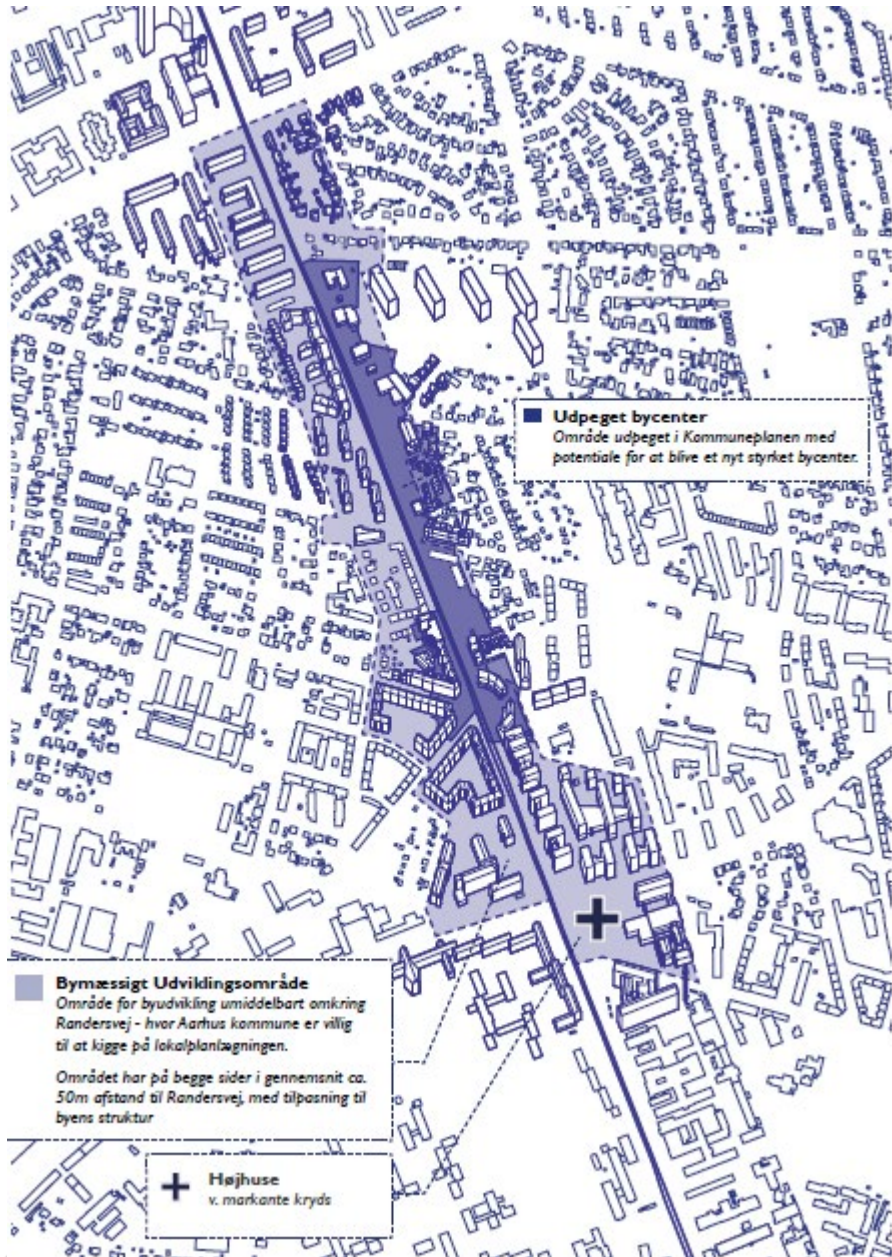 Udpeget bycenter
Område udpeget i Kommuneplanen med
potentiale for at blive et nyt styrket bycenter.
Bymæssigt Udviklingsområde
Område for byudvikling umiddelbart omkring
Randersvej - hvor Aarhus kommune er villig
til at kigge på lokalplanlægningen.
Området har på begge sider i gennemsnit ca.
50m afstand til Randersvej, med tilpasning til
byens struktur
Højhuse
v. markante kryds